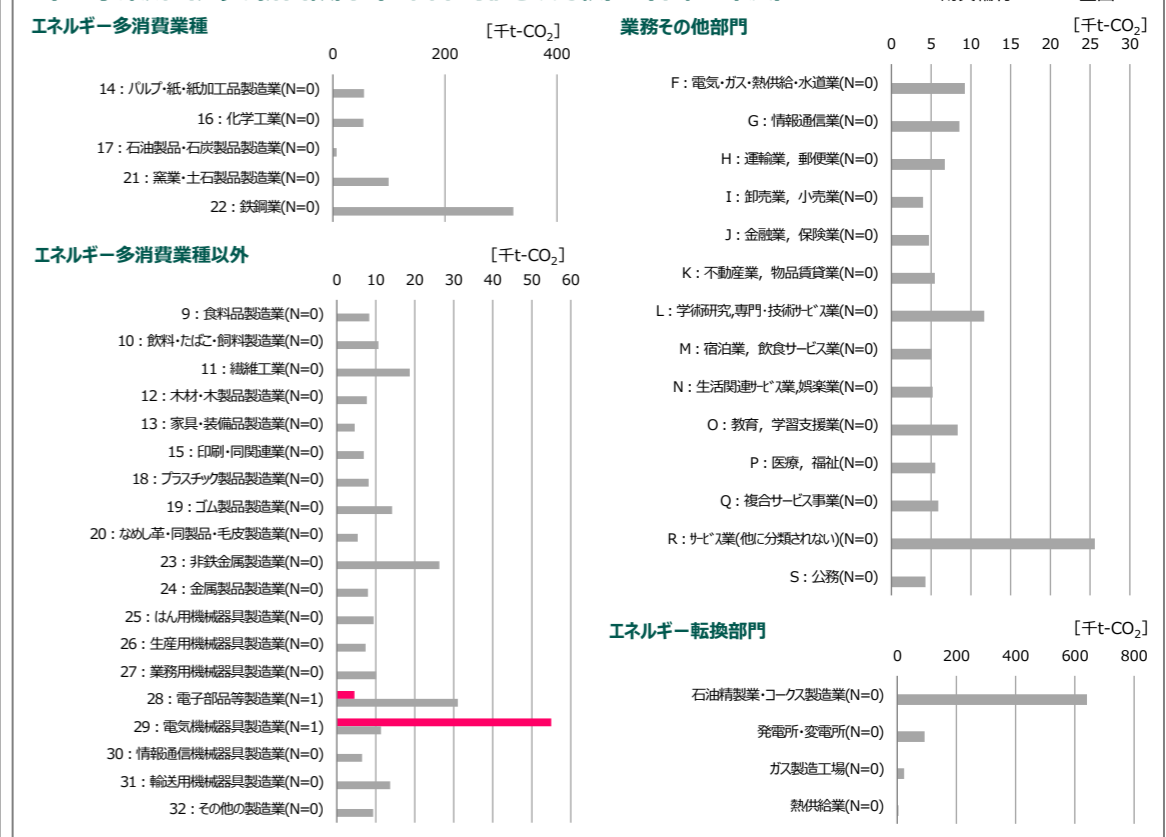 エネルギー多消費業種
[千t-CO2]
0 200 400
14：パルプ・紙・紙加工品製造業(N=0)
16：化学工業(N=0)
17：石油製品・石炭製品製造業(N=0)
21：窯業・土石製品製造業(N=0)
22：鉄鋼業(N=0)
エネルギー多消費業種以外
[千t-CO2]
0 10 20 30 40 50 60
9：食料品製造業(N=0)
10：飲料・たばこ・飼料製造業(N=0)
11：繊維工業(N=0)
12：木材・木製品製造業(N=0)
13：家具・装備品製造業(N=0)
15：印刷・同関連業(N=0)
18：プラスチック製品製造業(N=0)
19：ゴム製品製造業(N=0)
20：なめし革・同製品・毛皮製造業(N=0)
23：非鉄金属製造業(N=0)
24：金属製品製造業(N=0)
25：はん用機械器具製造業(N=0)
26：生産用機械器具製造業(N=0)
27：業務用機械器具製造業(N=0)
28：電子部品等製造業(N=1)
29：電気機械器具製造業(N=1)
30：情報通信機械器具製造業(N=0)
31：輸送用機械器具製造業(N=0)
32：その他の製造業(N=0)
業務その他部門
[千t-CO2]
0 5 10 15 20 25 30
F：電気・ガス・熱供給・水道業(N=0)
G：情報通信業(N=0)
H：運輸業，郵便業(N=0)
I：卸売業，小売業(N=0)
J：金融業，保険業(N=0)
K：不動産業，物品賃貸業(N=0)
L：学術研究,専門・技術ｻｰﾋﾞｽ業(N=0)
M：宿泊業，飲食サービス業(N=0)
N：生活関連ｻｰﾋﾞｽ業,娯楽業(N=0)
O：教育，学習支援業(N=0)
P：医療，福祉(N=0)
Q：複合サービス事業(N=0)
R：ｻｰﾋﾞｽ業(他に分類されない)(N=0)
S：公務(N=0)
エネルギー転換部門
[千t-CO2]
0 200 400 600 800
石油精製業・コークス製造業(N=0)
発電所・変電所(N=0)
ガス製造工場(N=0)
熱供給業(N=0)